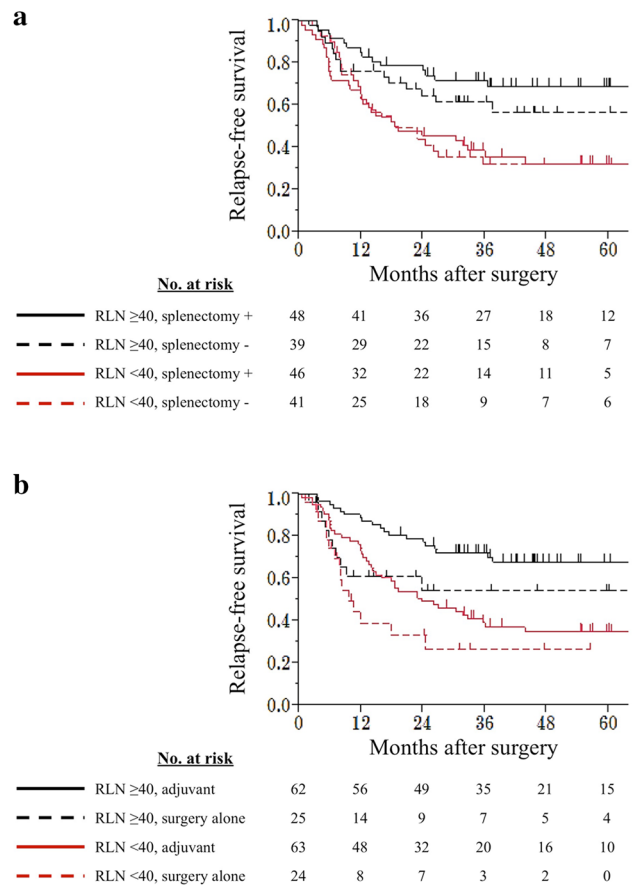 a
Relapse-free survival
1.0
0.8
0.6
0.4
0.2
0.0
0 12 24 36 48 60
Months after surgery
No. at risk
RLN ≥40, splenectomy + 48 41 36 27 18 12
RLN ≥40, splenectomy - 39 29 22 15 8 7
RLN <40, splenectomy + 46 32 22 14 11 5
RLN <40, splenectomy - 41 25 18 9 7 6
b
Relapse-free survival
1.0
0.8
0.6
0.4
0.2
0.0
0 12 24 36 48 60
Months after surgery
No. at risk
RLN ≥40, adjuvant 62 56 49 35 21 15
RLN ≥40, surgery alone 25 14 9 7 5 4
RLN <40, adjuvant 63 48 32 20 16 10
RLN <40, surgery alone 24 8 7 3 2 0